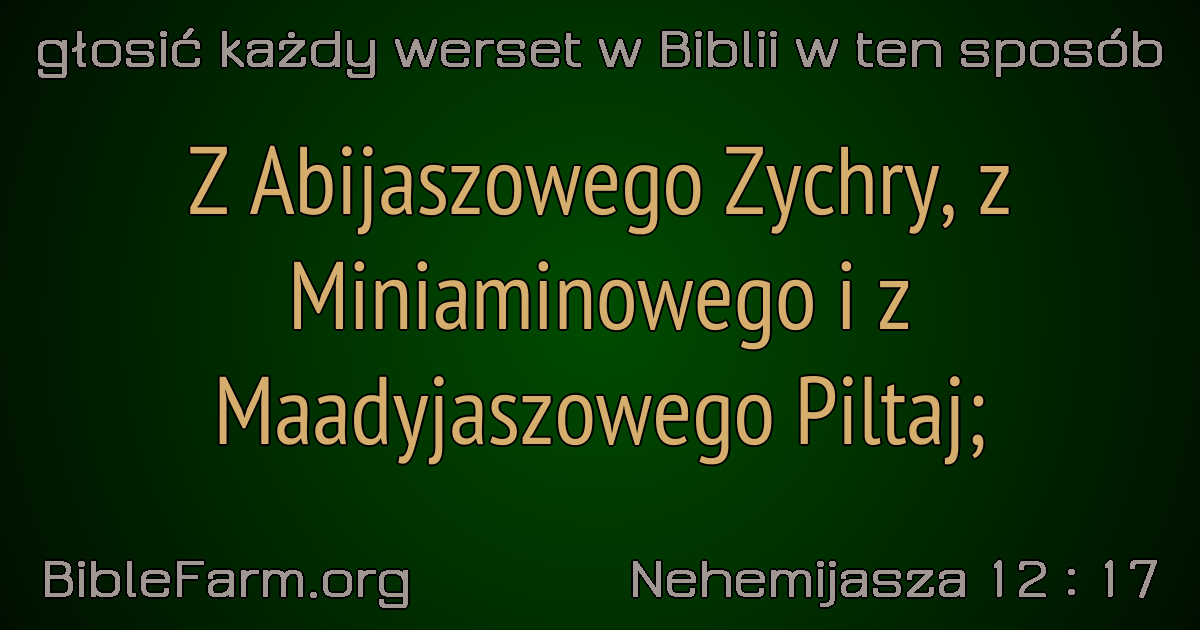 głosić każdy werset w Biblii w ten sposób
Z Abijaszowego Zychry, z
Miniaminowego i z
Maadyjaszowego Piltaj;
BibleFarm.org
Nehemijasza 12 : 17